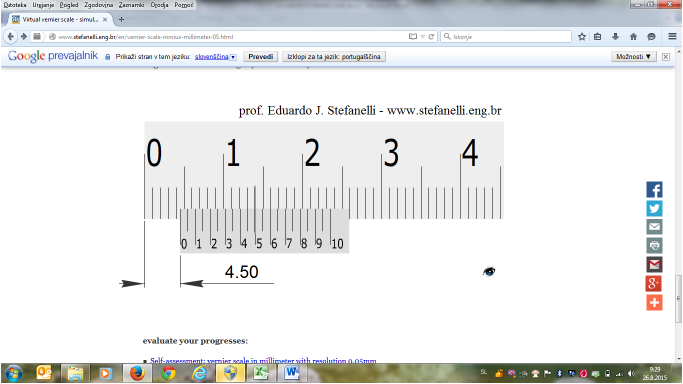 Datoteka Uredi Pogled Zgodovina Zaznamki Orodja Pomoč
Virtual vernier scale - simul...
www.stefanelli.eng.br/en/vernier-scale-nonius-millimeter-05.html
Iskanje
Google prevajalnik Prikaži stran v tem jeziku: slovenščina Prevedi Izklopi za ta jezik: portugalščina Možnosti
prof. Eduardo J. Stefanelli - www.stefanelli.eng.br
0 1 2 3 4
0 1 2 3 4 5 6 7 8 9 10
4.50
evaluate your progresses:
Self-assessment: vernier scale in millimeter with resolution 0.05mm
SL
9:29
26.8.2015